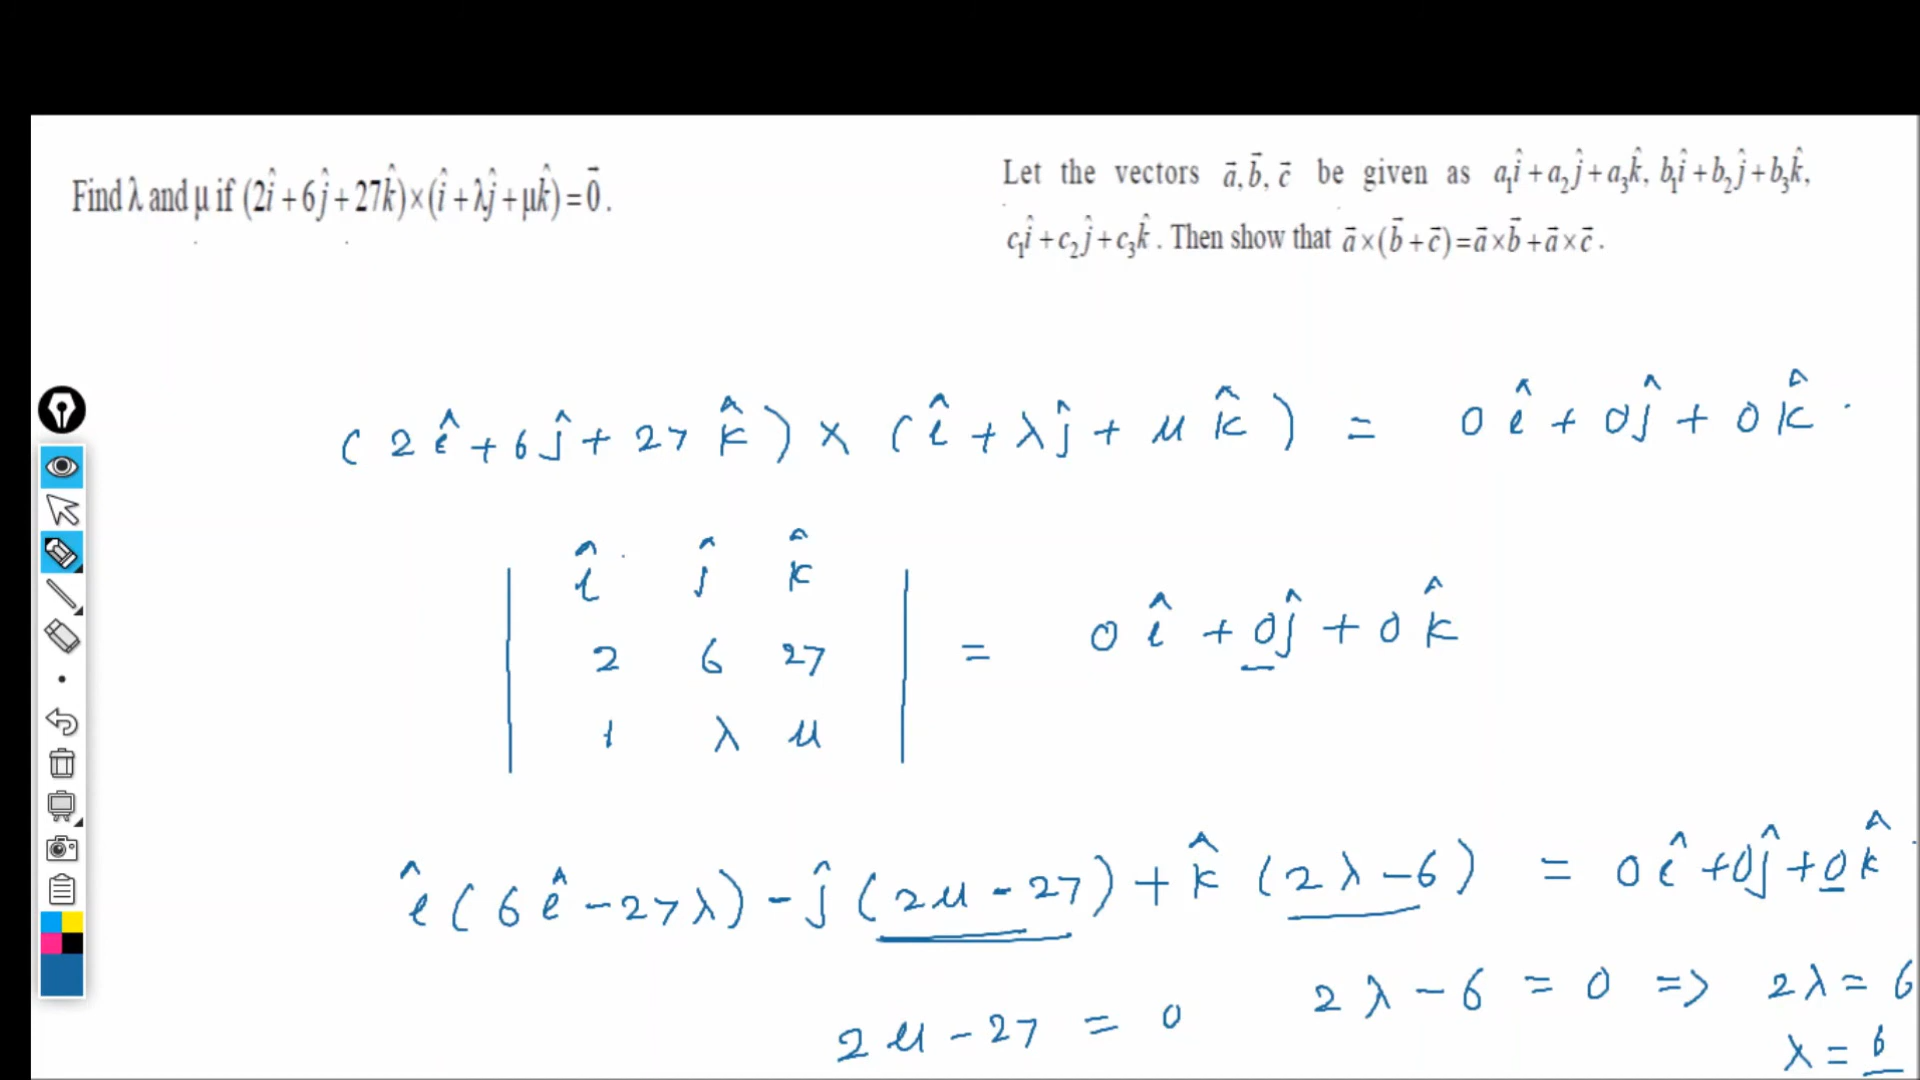 Find λ and μ if (2î + 6ĵ + 27k̂) × (î + λĵ + μk̂) = 0⃗ .
Let the vectors a⃗, b⃗, c⃗ be given as a₁î + a₂ĵ + a₃k̂, b₁î + b₂ĵ + b₃k̂,
c₁î + c₂ĵ + c₃k̂ . Then show that a⃗ × (b⃗ + c⃗) = a⃗ × b⃗ + a⃗ × c⃗ .
(2î + 6ĵ + 27k̂) × (î + λĵ + μk̂) = 0î + 0ĵ + 0k̂ .
| î ĵ k̂ |
| 2 6 27 | = 0î + 0ĵ + 0k̂
| 1 λ μ |
î(6î - 27λ) - ĵ(2μ - 27) + k̂(2λ - 6) = 0î + 0ĵ + 0k̂ .
2λ - 6 = 0 => 2λ = 6
2μ - 27 = 0
λ = 6